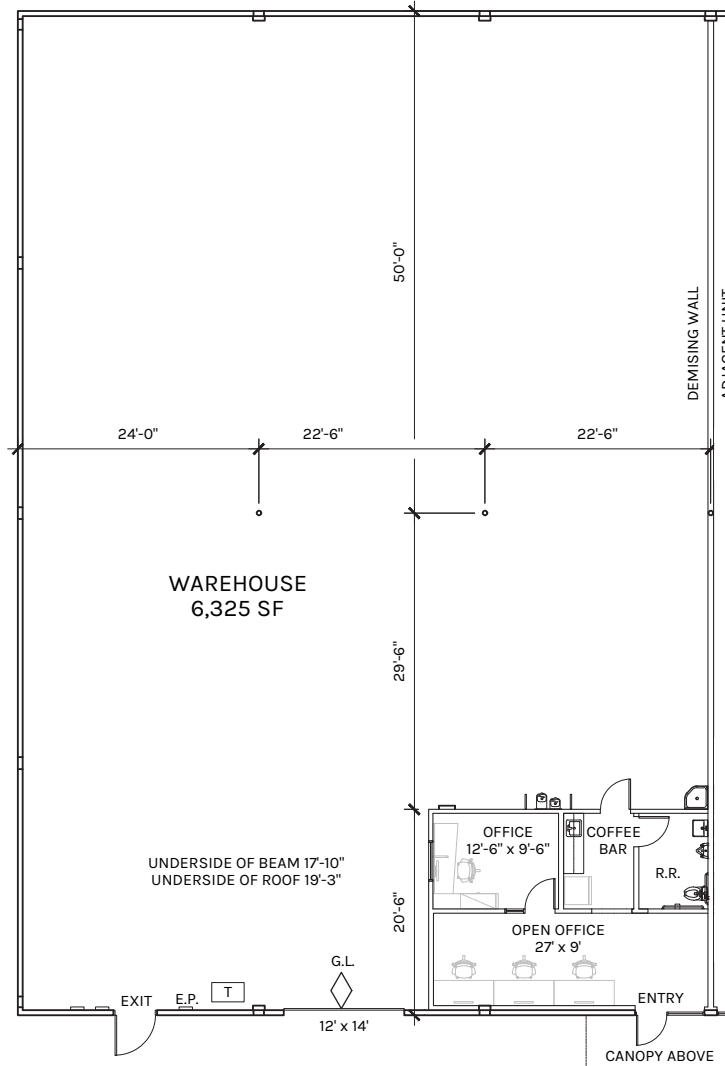 50'-0"
DEMISING WALL
ADJACENT UNIT
24'-0"
22'-6"
22'-6"
WAREHOUSE
6,325 SF
29'-6"
UNDERSIDE OF BEAM 17'-10"
UNDERSIDE OF ROOF 19'-3"
20'-6"
OFFICE
12'-6" x 9'-6"
COFFEE
BAR
R.R.
OPEN OFFICE
27' x 9'
G.L.
T
EXIT
E.P.
ENTRY
12' x 14'
CANOPY ABOVE